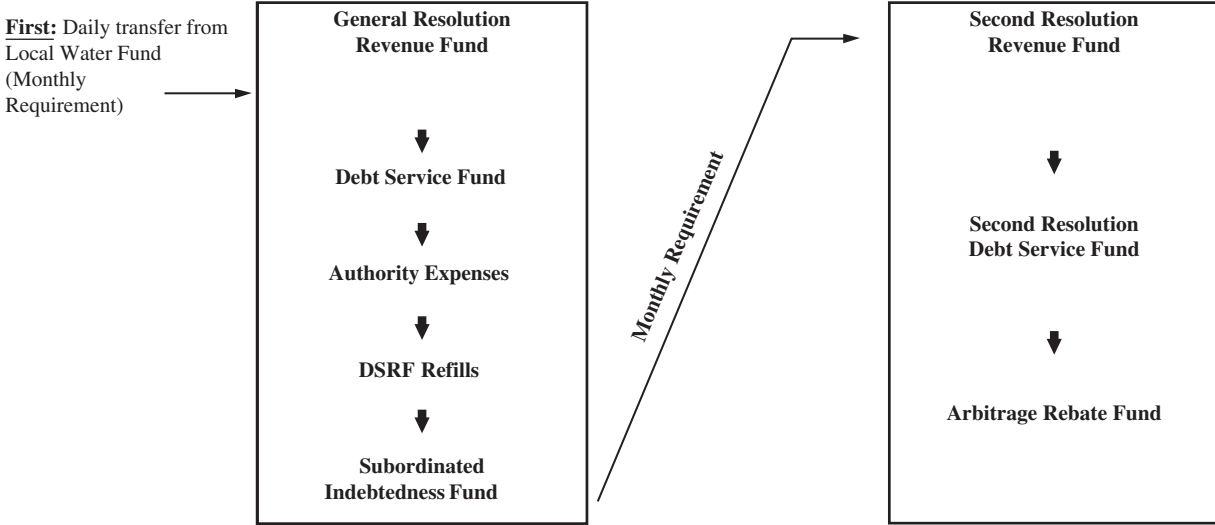 First: Daily transfer from
Local Water Fund
(Monthly
Requirement)
General Resolution
Revenue Fund
Debt Service Fund
Authority Expenses
DSRF Refills
Subordinated
Indebtedness Fund
Monthly Requirement
Second Resolution
Revenue Fund
Second Resolution
Debt Service Fund
Arbitrage Rebate Fund